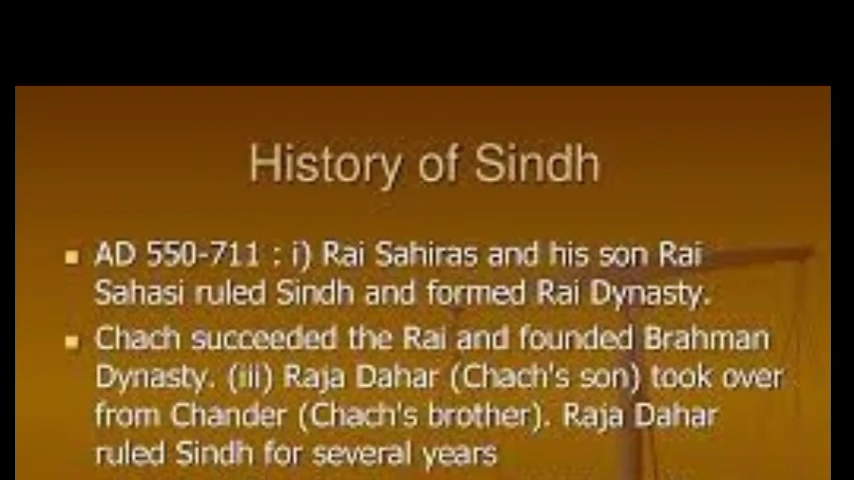 History of Sindh
AD 550-711 : i) Rai Sahiras and his son Rai
Sahasi ruled Sindh and formed Rai Dynasty.
Chach succeeded the Rai and founded Brahman
Dynasty. (iii) Raja Dahar (Chach's son) took over
from Chander (Chach's brother). Raja Dahar
ruled Sindh for several years